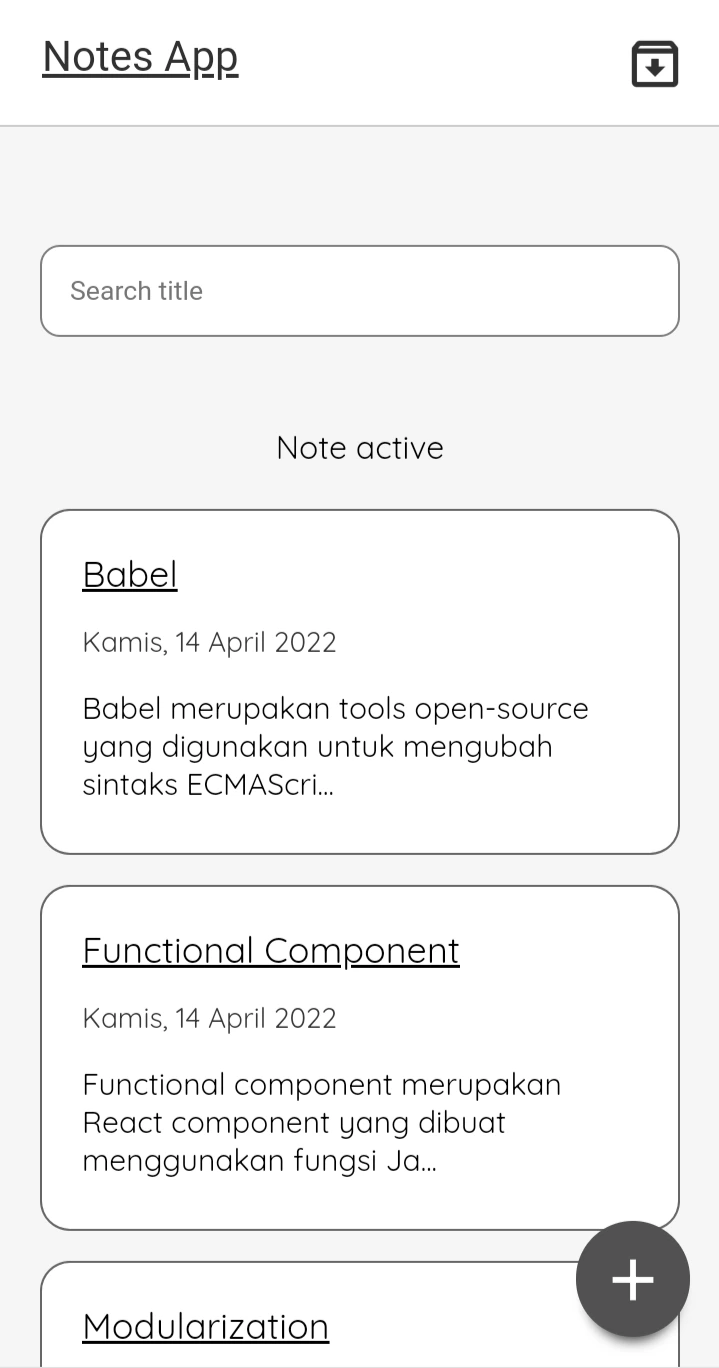 Notes App
Search title
Note active
Babel
Kamis, 14 April 2022
Babel merupakan tools open-source
yang digunakan untuk mengubah
sintaks ECMAScri...
Functional Component
Kamis, 14 April 2022
Functional component merupakan
React component yang dibuat
menggunakan fungsi Ja...
Modularization